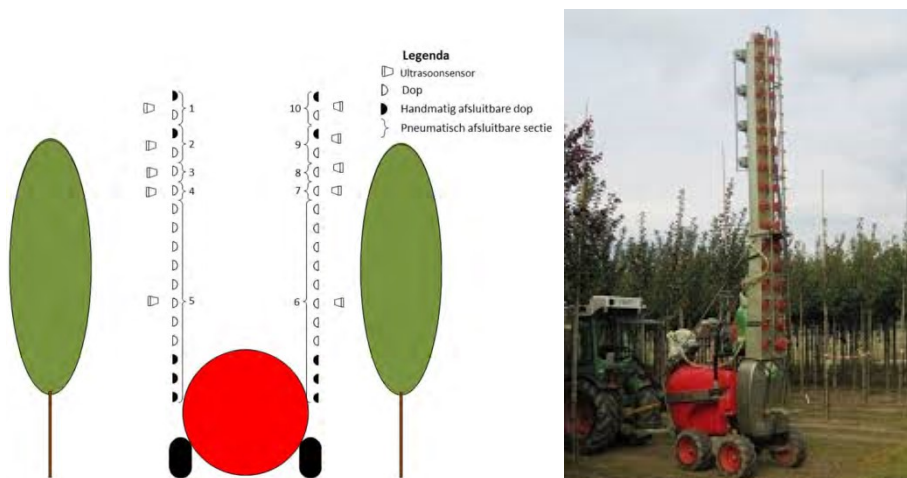 Legenda
Ultrasoonsensor
Dop
Handmatig afsluitbare dop
Pneumatisch afsluitbare sectie
1
2
3
4
5
10
9
8
7
6